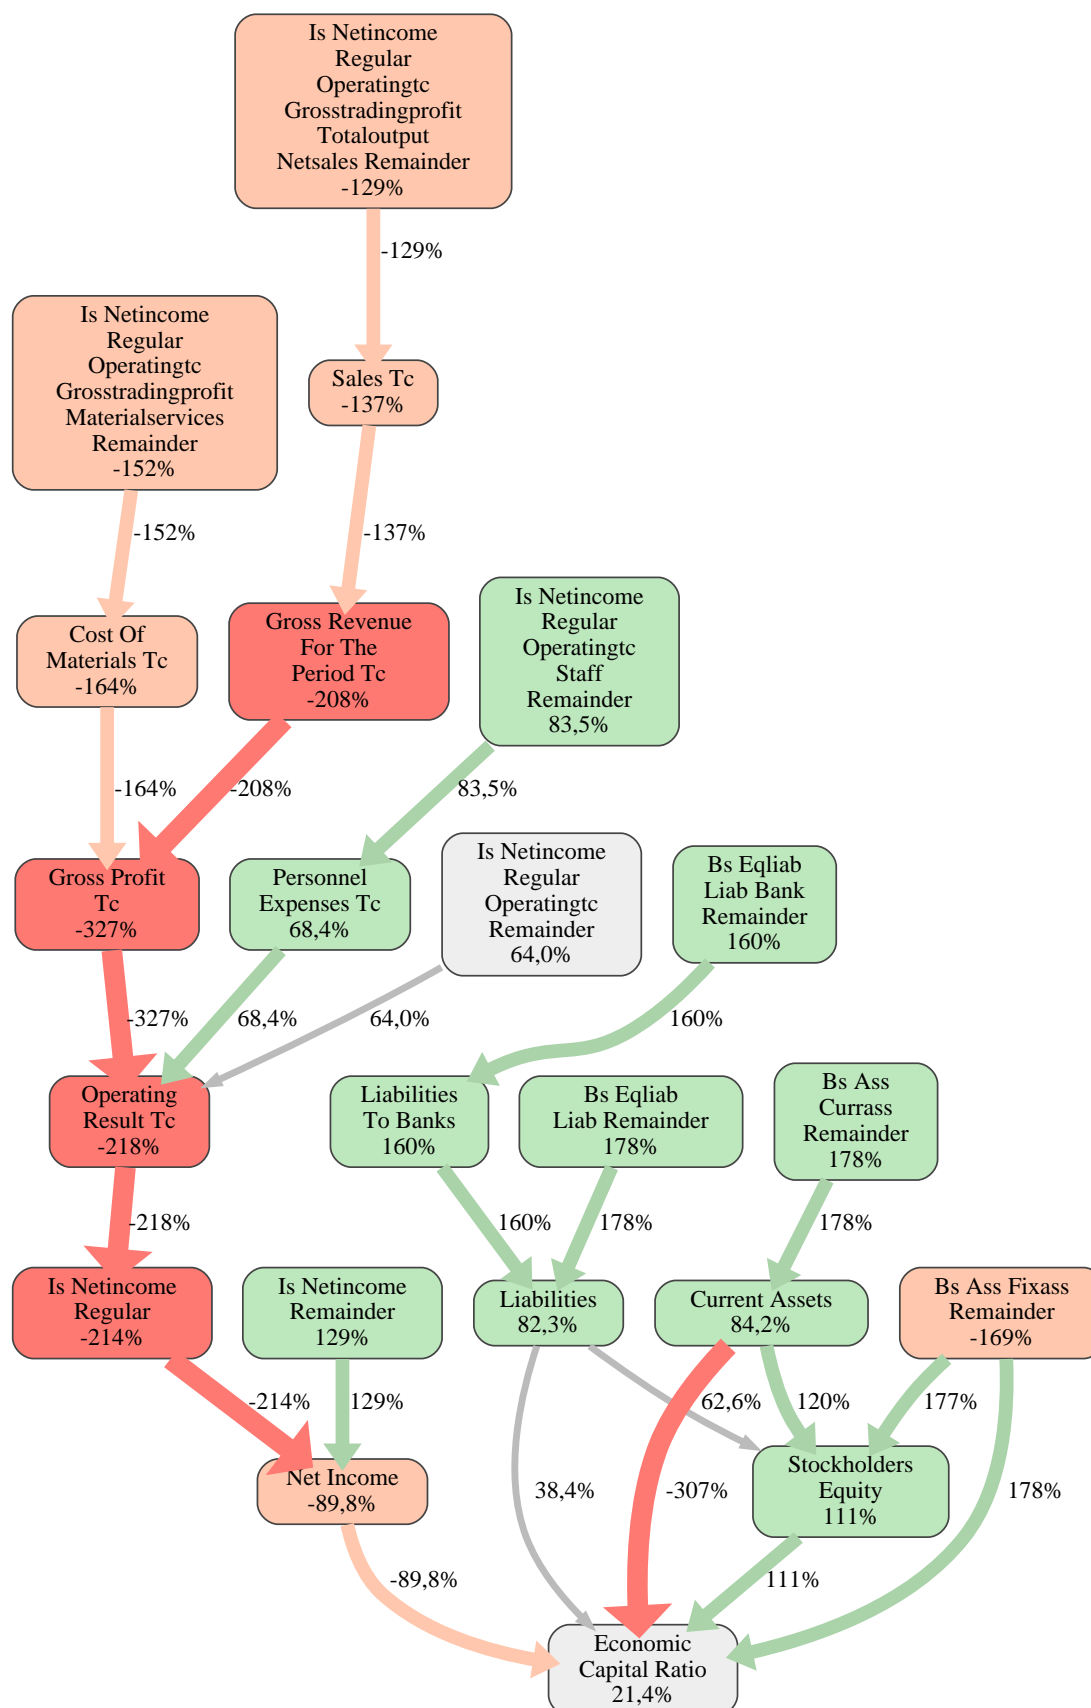 Is Netincome
Regular
Operatingtc
Grosstradingprofit
Totaloutput
Netsales Remainder
-129%
-129%
Is Netincome
Regular
Operatingtc
Grosstradingprofit
Materialservices
Remainder
-152%
Sales Tc
-137%
-152%
-137%
Is Netincome
Regular
Operatingtc
Staff
Remainder
83,5%
Gross Revenue
For The
Period Tc
-208%
Cost Of
Materials Tc
-164%
-164%
-208%
83,5%
Is Netincome
Regular
Operatingtc
Remainder
64,0%
Bs Eqliab
Liab Bank
Remainder
160%
Gross Profit
Tc
-327%
Personnel
Expenses Tc
68,4%
-327%
68,4%
64,0%
160%
Operating
Result Tc
-218%
Liabilities
To Banks
160%
Bs Eqliab
Liab Remainder
178%
Bs Ass
Currass
Remainder
178%
-218%
160%
178%
178%
Is Netincome
Regular
-214%
Is Netincome
Remainder
129%
Liabilities
82,3%
Current Assets
84,2%
Bs Ass Fixass
Remainder
-169%
-214%
129%
62,6%
120%
177%
Net Income
-89,8%
38,4%
-307%
Stockholders
Equity
111%
178%
-89,8%
111%
Economic
Capital Ratio
21,4%